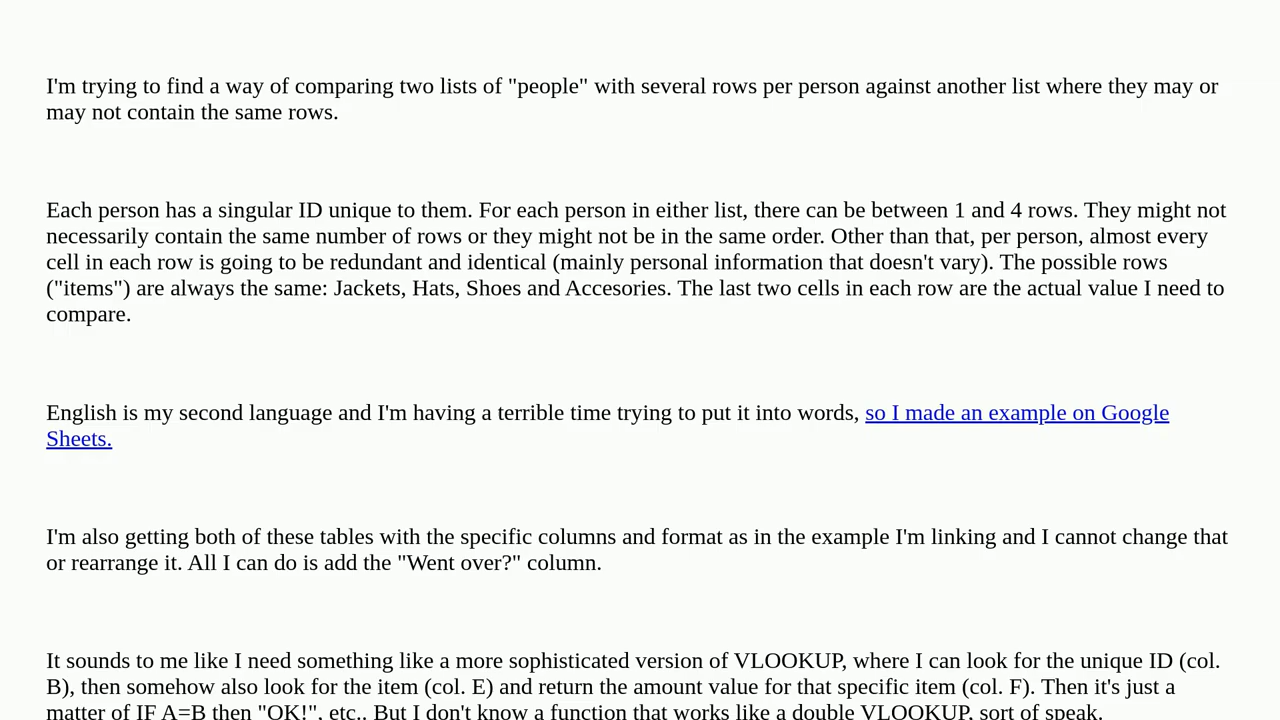 I'm trying to find a way of comparing two lists of "people" with several rows per person against another list where they may or
may not contain the same rows.
Each person has a singular ID unique to them. For each person in either list, there can be between 1 and 4 rows. They might not
necessarily contain the same number of rows or they might not be in the same order. Other than that, per person, almost every
cell in each row is going to be redundant and identical (mainly personal information that doesn't vary). The possible rows
("items") are always the same: Jackets, Hats, Shoes and Accesories. The last two cells in each row are the actual value I need to
compare.
English is my second language and I'm having a terrible time trying to put it into words, so I made an example on Google
Sheets.
I'm also getting both of these tables with the specific columns and format as in the example I'm linking and I cannot change that
or rearrange it. All I can do is add the "Went over?" column.
It sounds to me like I need something like a more sophisticated version of VLOOKUP, where I can look for the unique ID (col.
B), then somehow also look for the item (col. E) and return the amount value for that specific item (col. F). Then it's just a
matter of IF A=B then "OK!", etc.. But I don't know a function that works like a double VLOOKUP, sort of speak.